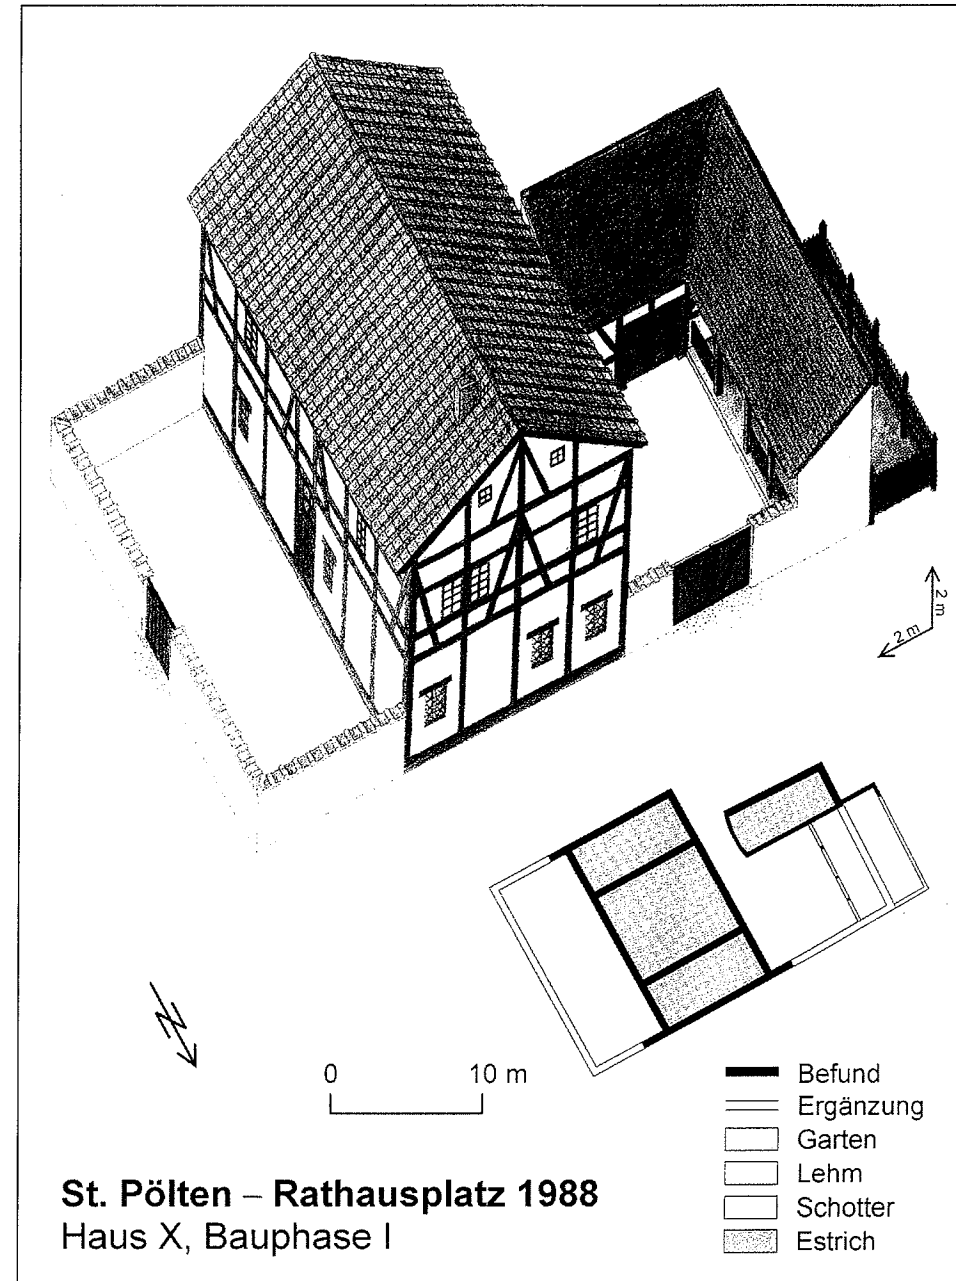 2 m
2 m
0 10 m
Befund
Ergänzung
Garten
Lehm
Schotter
Estrich
St. Pölten – Rathausplatz 1988
Haus X, Bauphase I